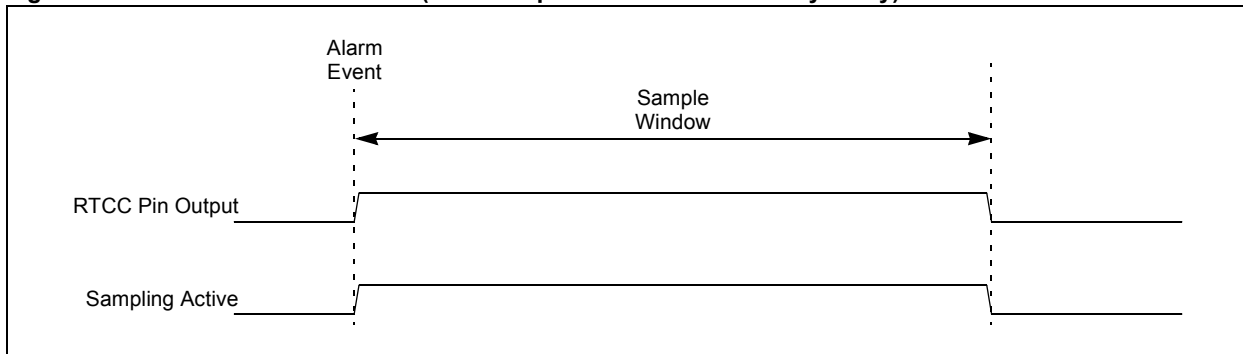 Alarm
Event
Sample
Window
RTCC Pin Output
Sampling Active